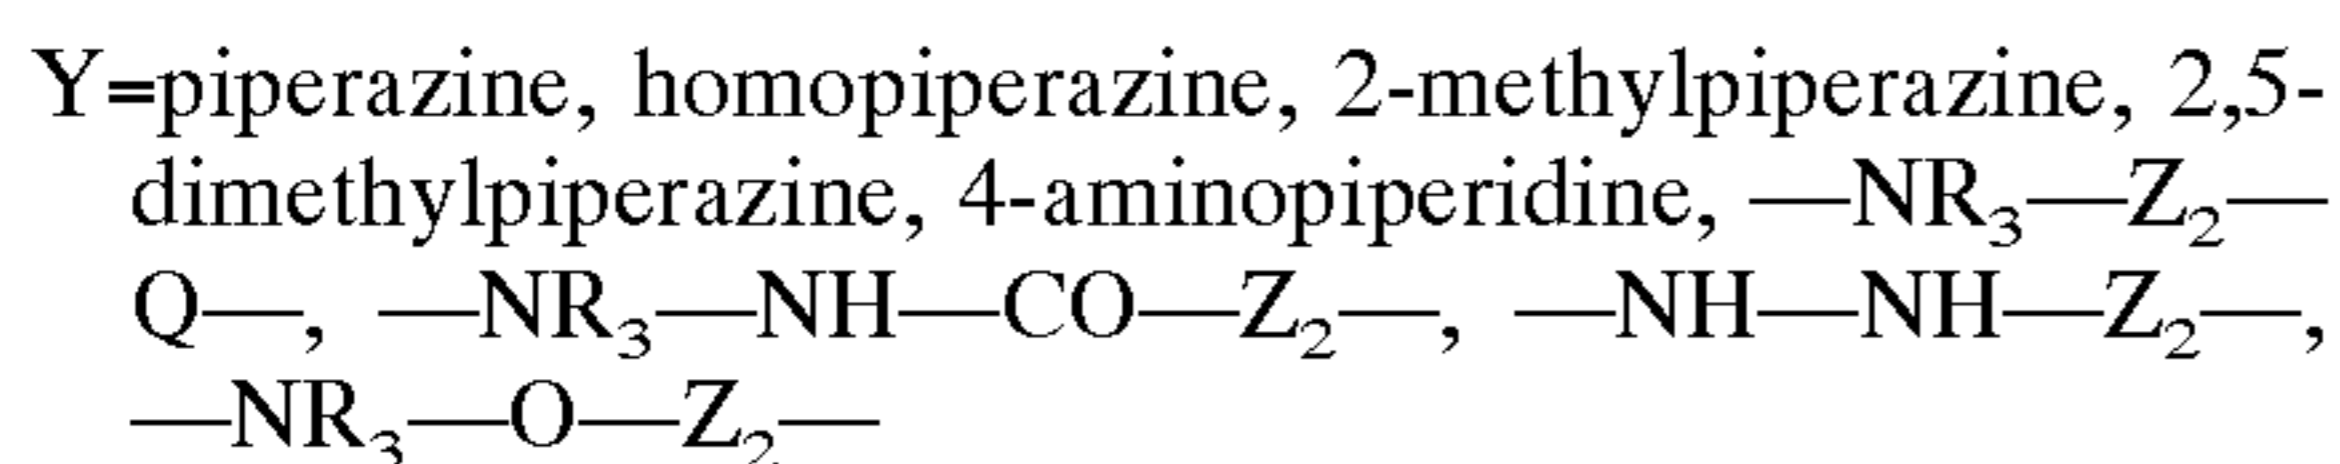 Y=piperazine, homopiperazine, 2-methylpiperazine, 2,5-
dimethylpiperazine, 4-aminopiperidine, —NR₃—Z₂—
Q—, —NR₃—NH—CO—Z₂—, —NH—NH—Z₂—,
—NR₃—O—Z₂—